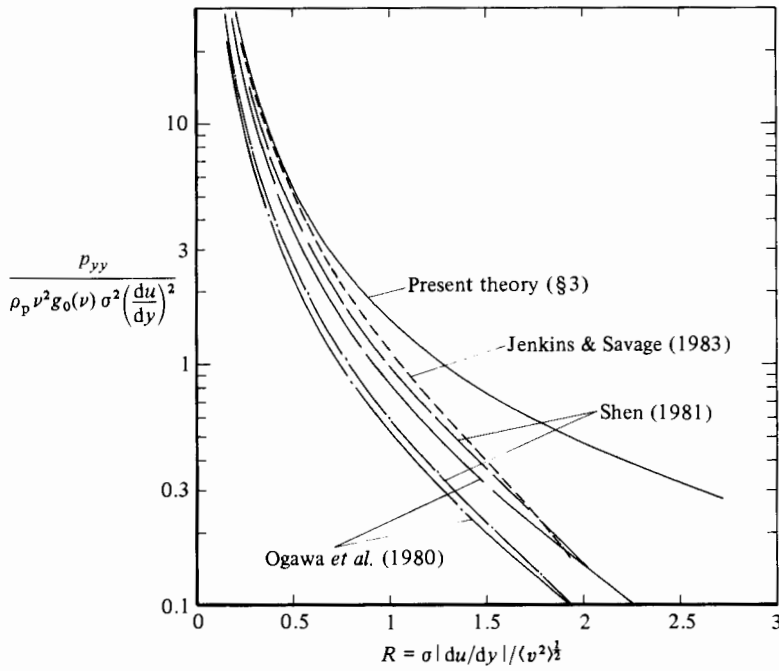 10
3
1
0.3
0.1
p_yy
ρ_p ν² g₀(ν) σ² (du/dy)²
Present theory (§3)
Jenkins & Savage (1983)
Shen (1981)
Ogawa et al. (1980)
0 0.5 1 1.5 2 2.5 3
R = σ|du/dy|/⟨v²⟩^½